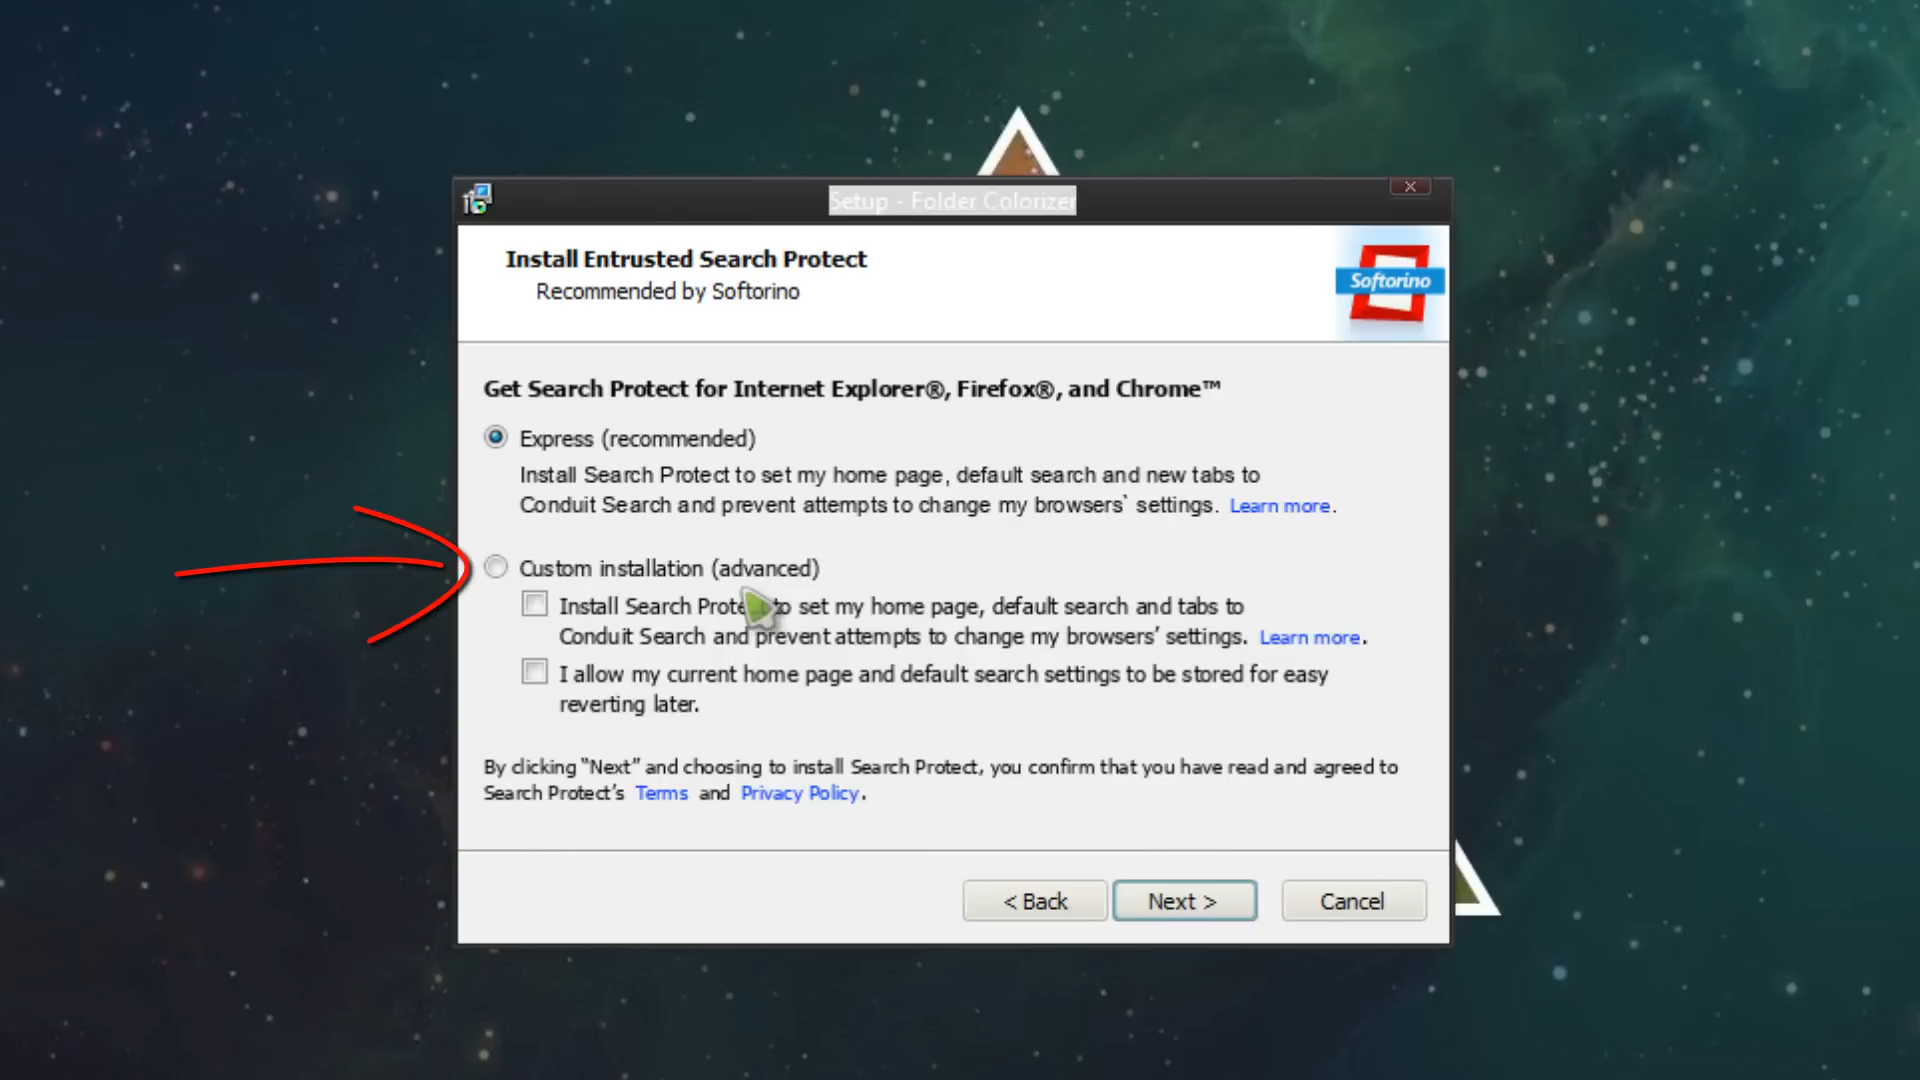 Setup - Folder Colorizer
Install Entrusted Search Protect
Recommended by Softorino
Softorino
Get Search Protect for Internet Explorer®, Firefox®, and Chrome™
Express (recommended)
Install Search Protect to set my home page, default search and new tabs to
Conduit Search and prevent attempts to change my browsers` settings. Learn more.
Custom installation (advanced)
Install Search Protect to set my home page, default search and tabs to
Conduit Search and prevent attempts to change my browsers’ settings. Learn more.
I allow my current home page and default search settings to be stored for easy
reverting later.
By clicking “Next” and choosing to install Search Protect, you confirm that you have read and agreed to
Search Protect’s Terms and Privacy Policy.
< Back Next > Cancel